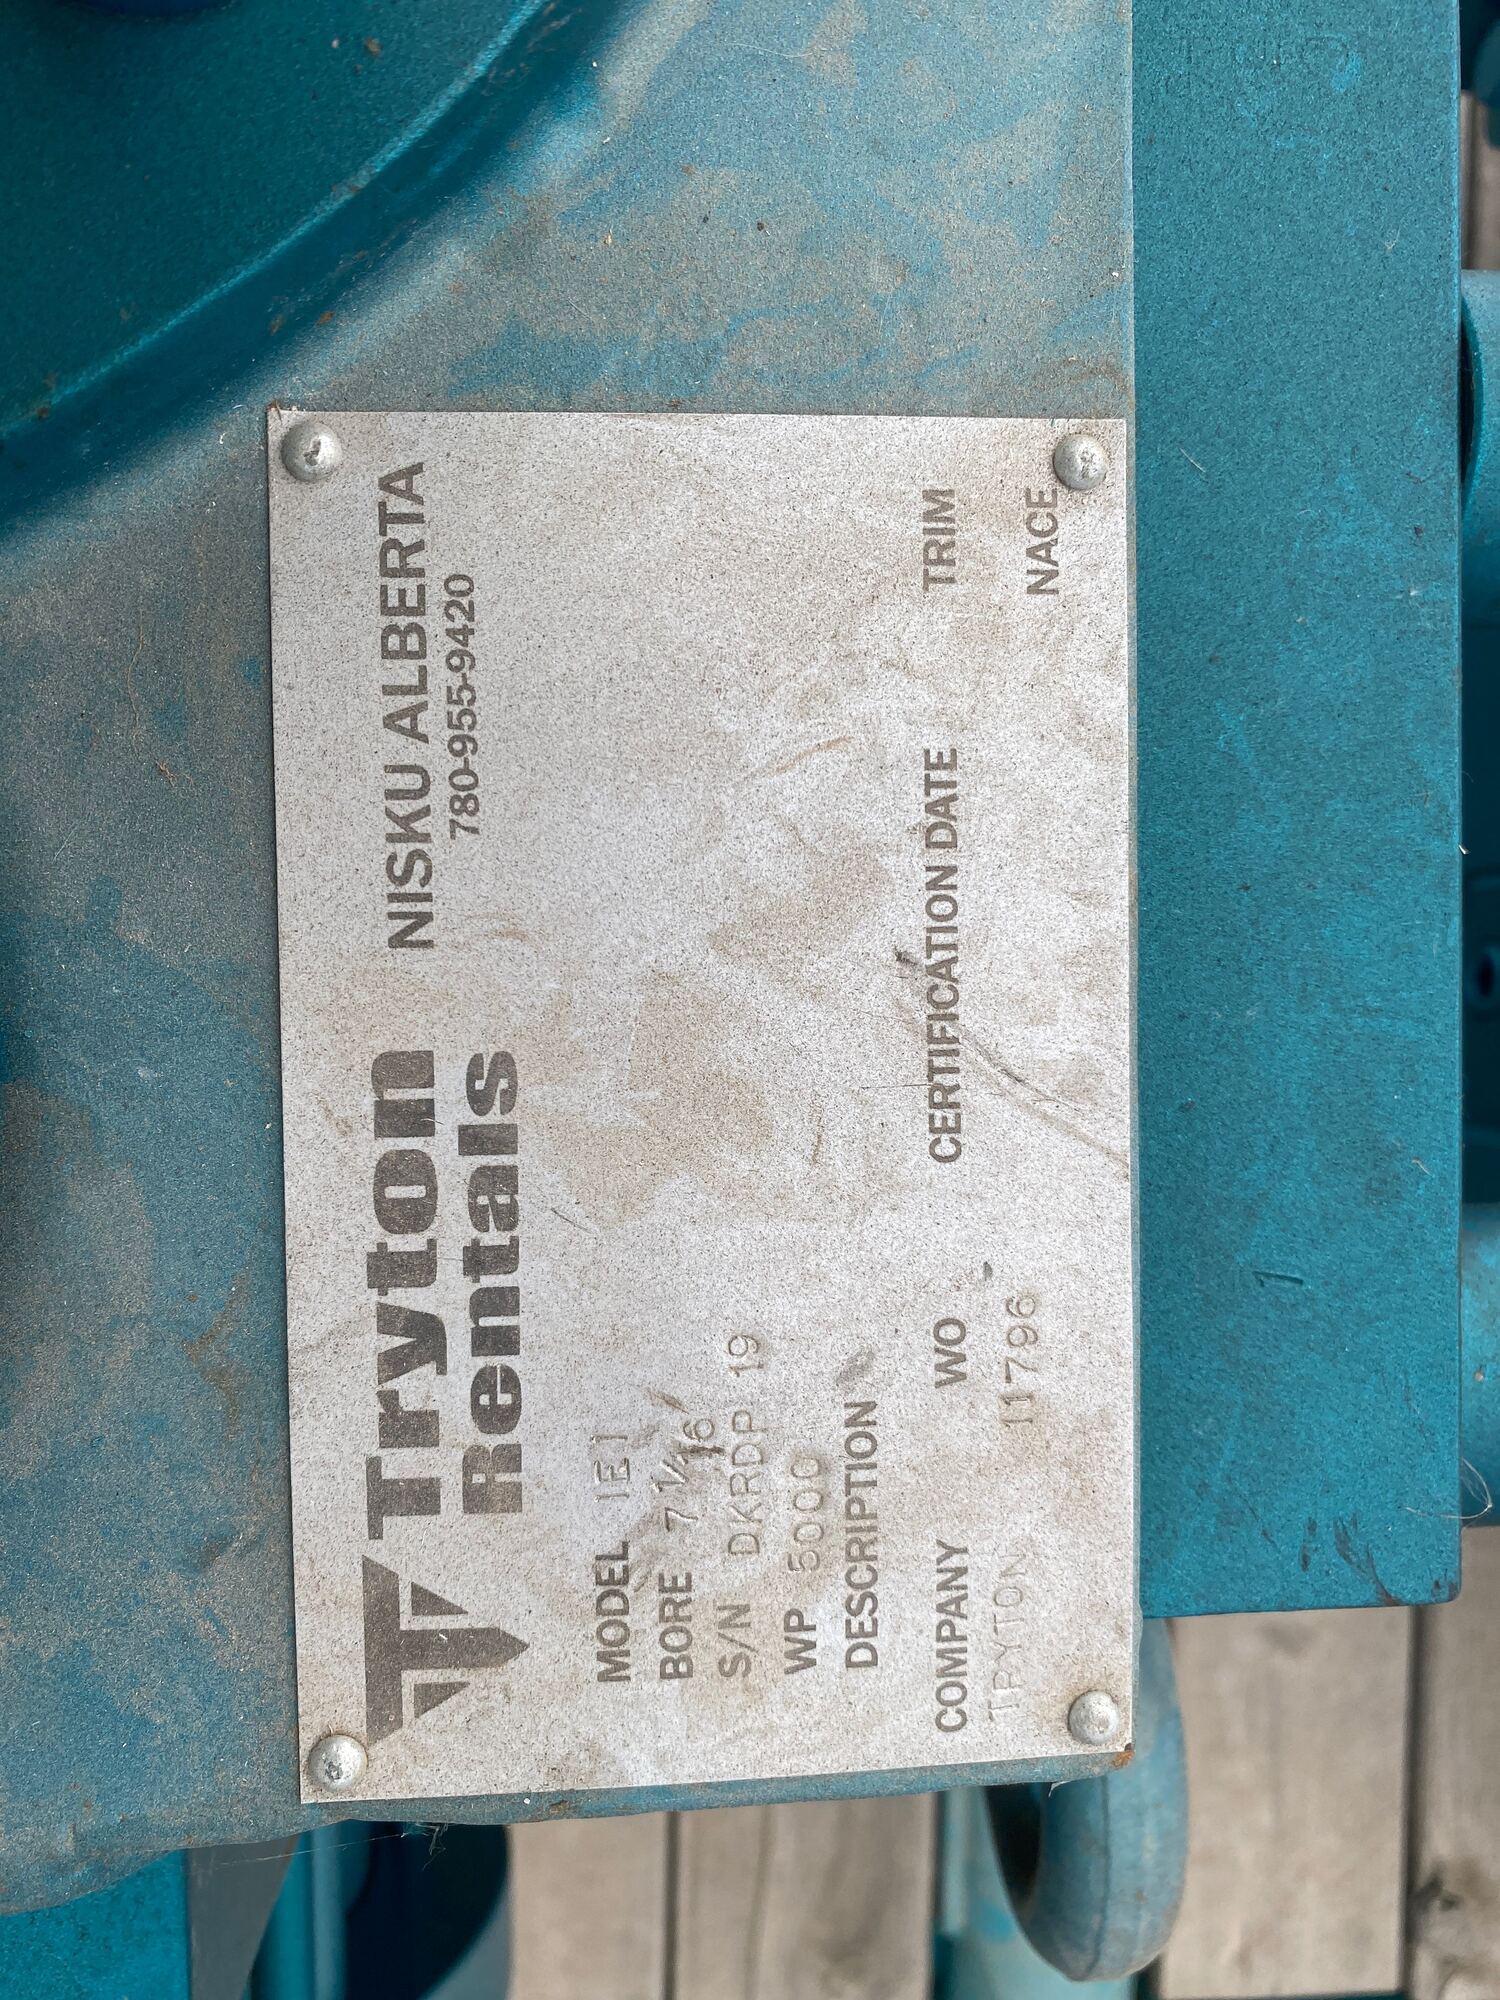 Tryton
Rentals
NISKU ALBERTA
780-955-9420
MODEL IE1
BORE 7 1/16
S/N DKRDP 19
WP 5000
DESCRIPTION
COMPANY WO CERTIFICATION DATE TRIM
TRYTON 11796 NACE